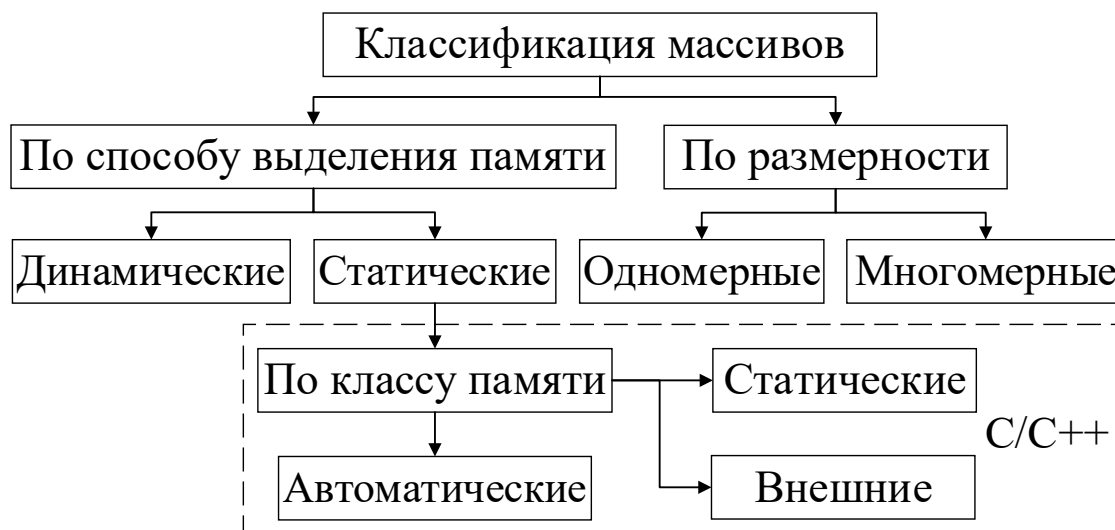 Классификация массивов
По способу выделения памяти
По размерности
Динамические
Статические
Одномерные
Многомерные
По классу памяти
Статические
C/C++
Автоматические
Внешние